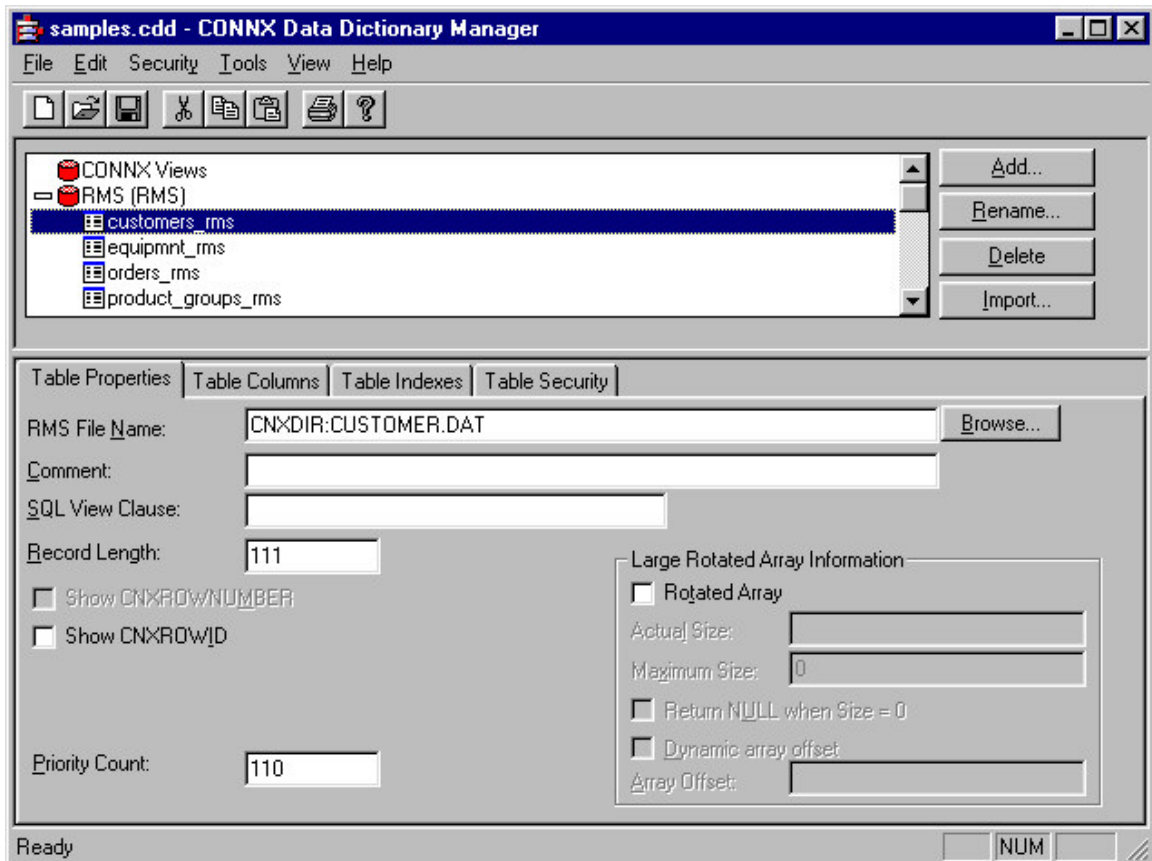 samples.cdd - CONNX Data Dictionary Manager
File Edit Security Tools View Help
CONNX Views
Add...
RMS (RMS)
customers_rms
Rename...
equipmnt_rms
Delete
orders_rms
product_groups_rms
Import...
Table Properties Table Columns Table Indexes Table Security
RMS File Name: CNXDIR:CUSTOMER.DAT Browse...
Comment:
SQL View Clause:
Record Length: 111
Large Rotated Array Information
Show CNXROWNUMBER
Rotated Array
Show CNXROWID
Actual Size:
Maximum Size: 0
Return NULL when Size = 0
Dynamic array offset
Priority Count: 110
Array Offset:
Ready NUM